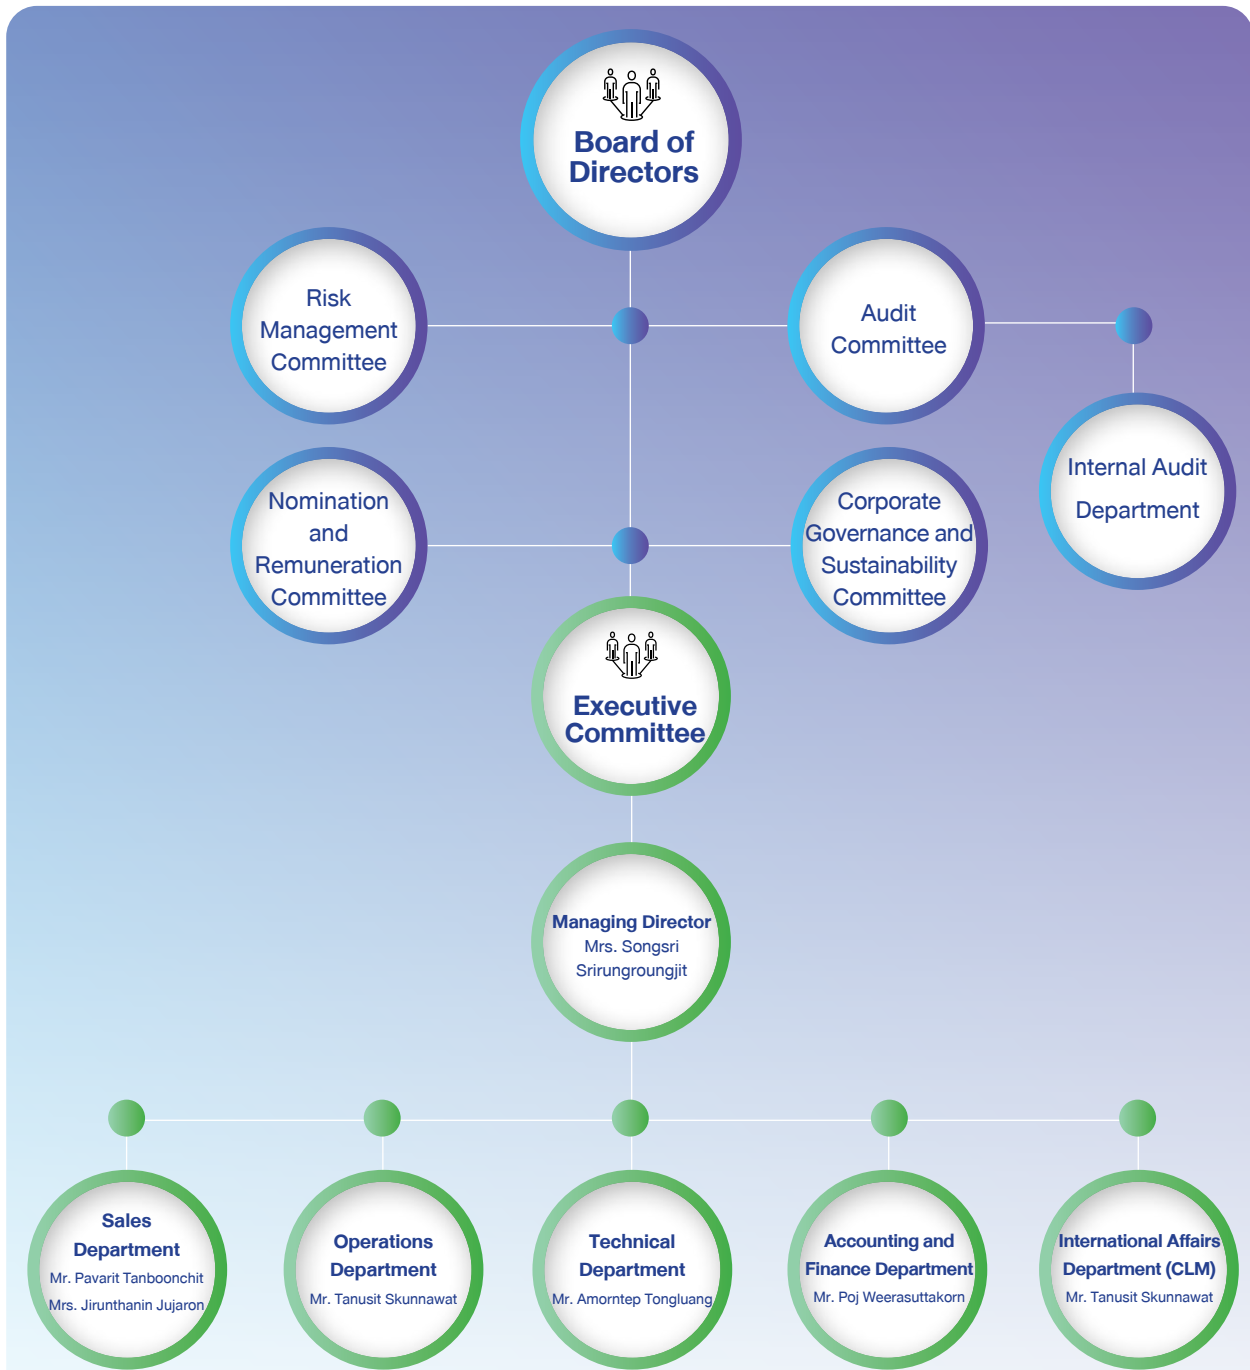 Board of
Directors
Risk
Management
Committee
Audit
Committee
Internal Audit
Department
Nomination
and
Remuneration
Committee
Corporate
Governance and
Sustainability
Committee
Executive
Committee
Managing Director
Mrs. Songsri
Srirungroungjit
Sales
Department
Mr. Pavarit Tanboonchit
Mrs. Jirunthanin Jujaron
Operations
Department
Mr. Tanusit Skunnawat
Technical
Department
Mr. Amorntep Tongluang
Accounting and
Finance Department
Mr. Poj Weerasuttakorn
International Affairs
Department (CLM)
Mr. Tanusit Skunnawat